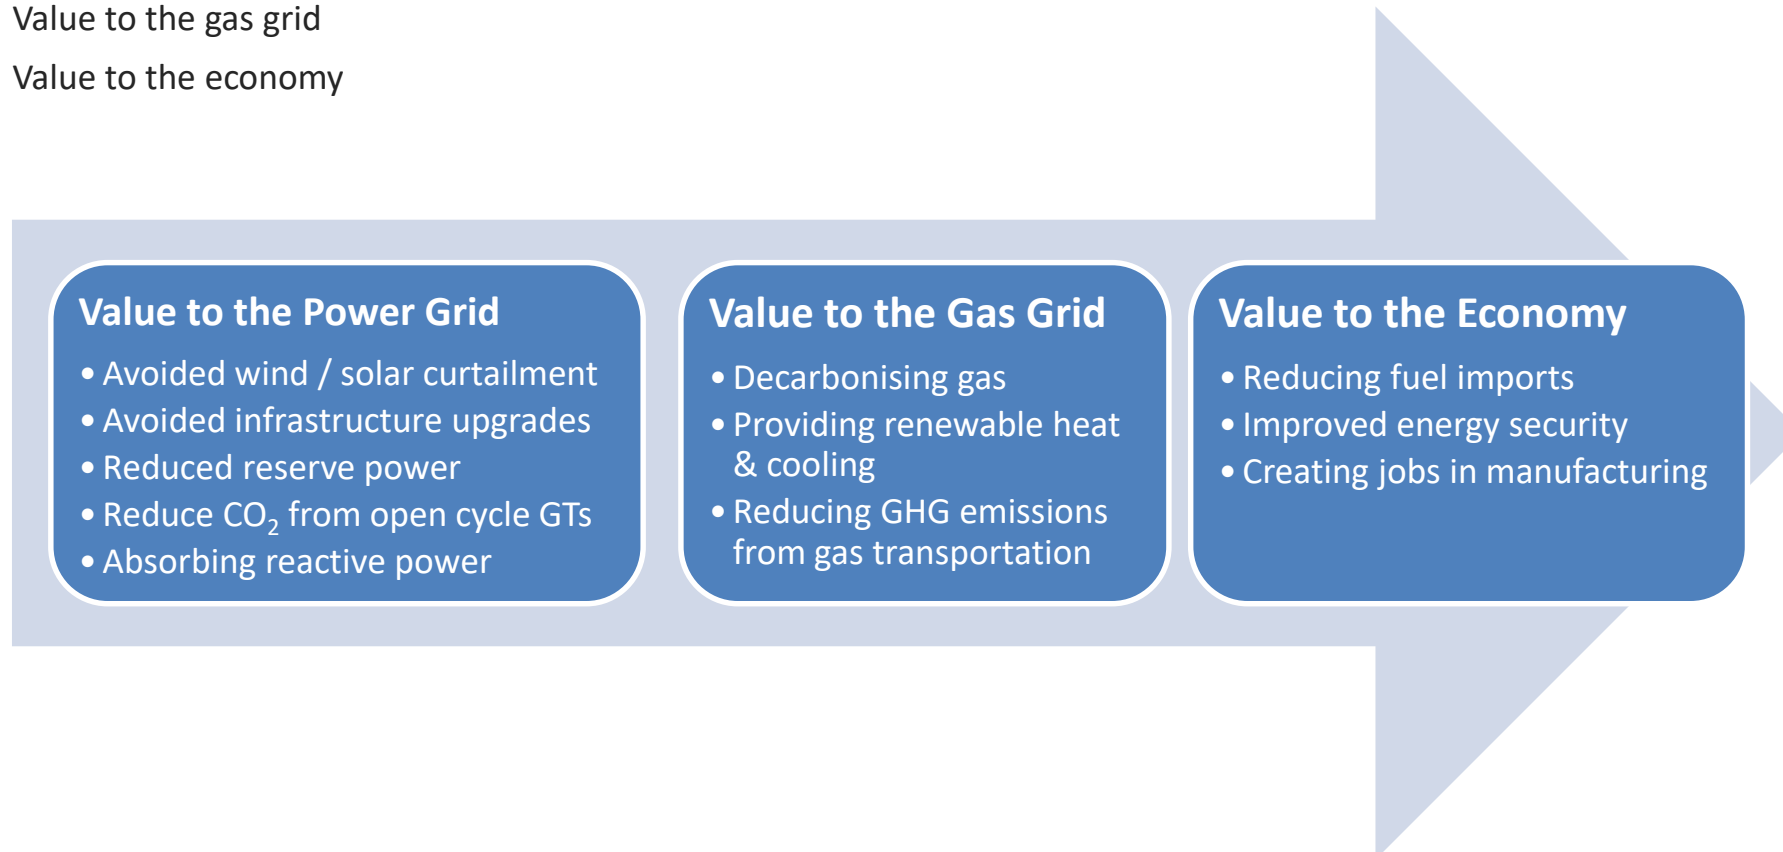 Value to the gas grid
Value to the economy
Value to the Power Grid
• Avoided wind / solar curtailment
• Avoided infrastructure upgrades
• Reduced reserve power
• Reduce CO₂ from open cycle GTs
• Absorbing reactive power
Value to the Gas Grid
• Decarbonising gas
• Providing renewable heat
& cooling
• Reducing GHG emissions
from gas transportation
Value to the Economy
• Reducing fuel imports
• Improved energy security
• Creating jobs in manufacturing